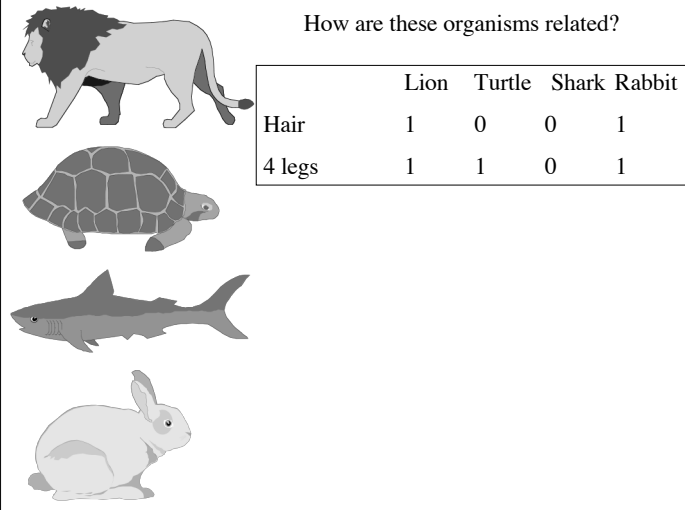 How are these organisms related?
Lion Turtle Shark Rabbit
Hair 1 0 0 1
4 legs 1 1 0 1